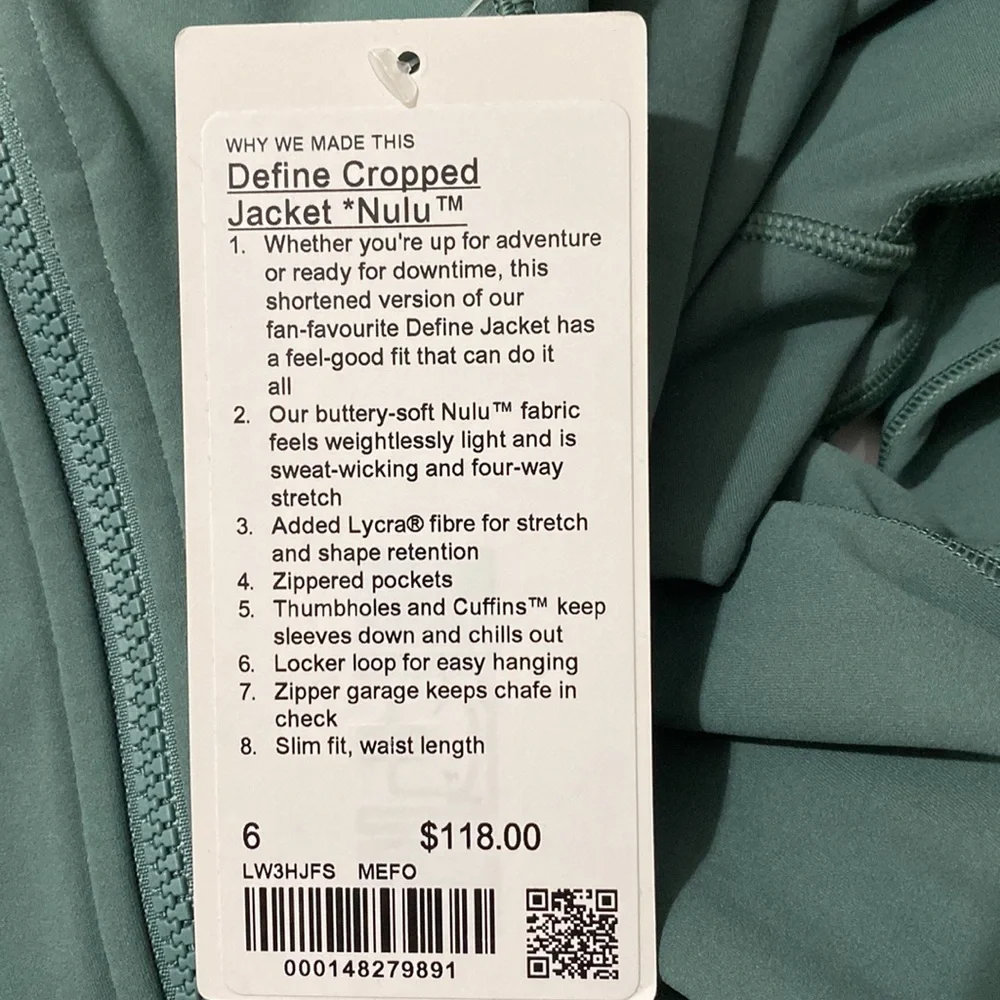 WHY WE MADE THIS
Define Cropped
Jacket *Nulu™
1. Whether you're up for adventure
or ready for downtime, this
shortened version of our
fan-favourite Define Jacket has
a feel-good fit that can do it
all
2. Our buttery-soft Nulu™ fabric
feels weightlessly light and is
sweat-wicking and four-way
stretch
3. Added Lycra® fibre for stretch
and shape retention
4. Zippered pockets
5. Thumbholes and Cuffins™ keep
sleeves down and chills out
6. Locker loop for easy hanging
7. Zipper garage keeps chafe in
check
8. Slim fit, waist length
6 $118.00
LW3HJFS MEFO
000148279891